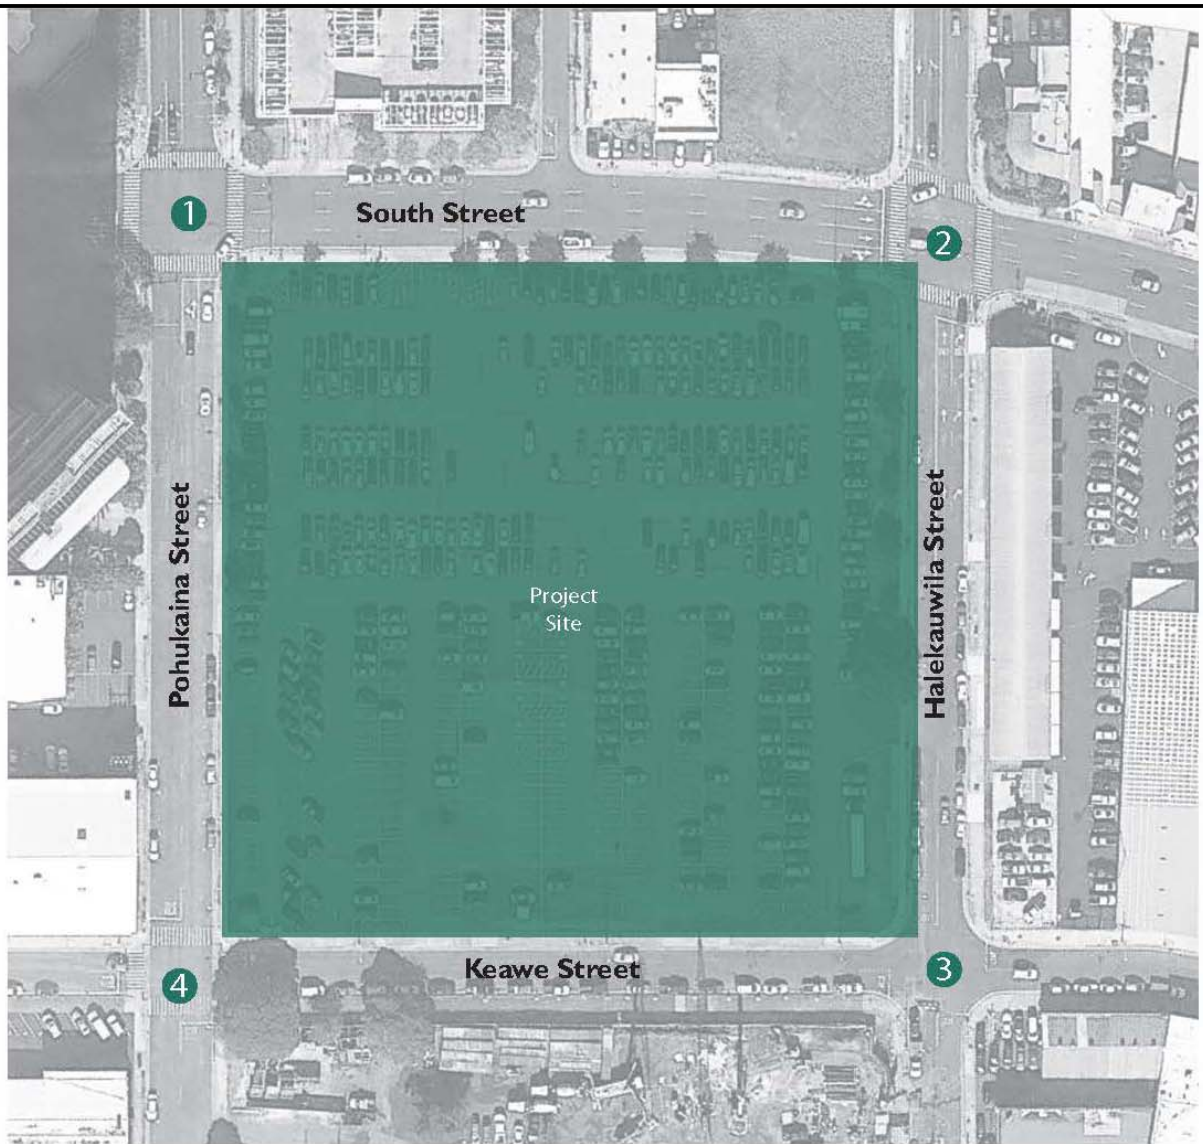 1
South Street
2
Pohukaina Street
Project
Site
Halekauwila Street
4
Keawe Street
3